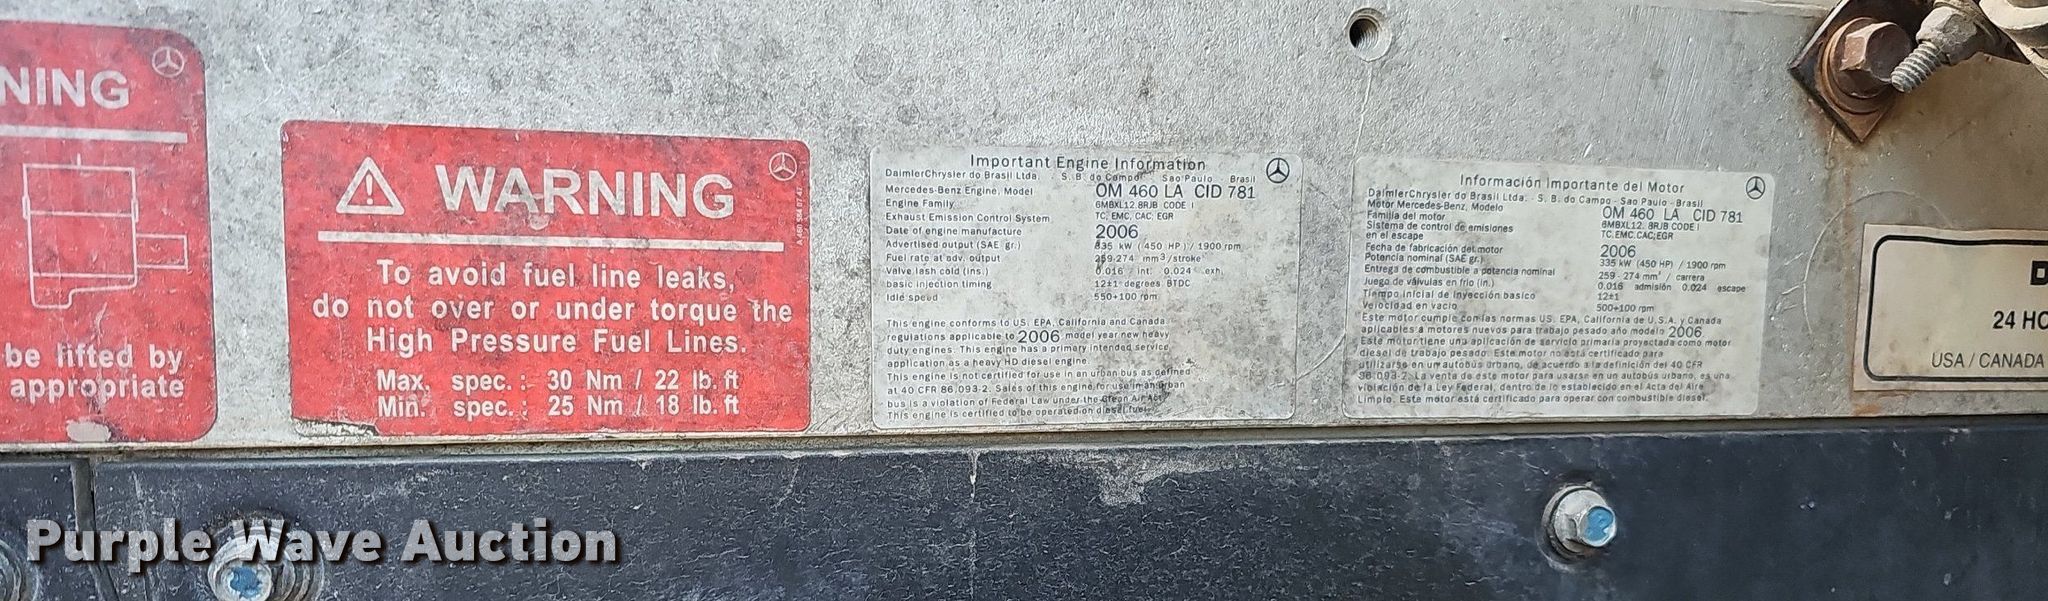 NING
be lifted by
appropriate
WARNING
A 460 584 07 47
To avoid fuel line leaks,
do not over or under torque the
High Pressure Fuel Lines.
Max. spec.: 30 Nm / 22 lb.ft
Min. spec.: 25 Nm / 18 lb.ft
Important Engine Information
DaimlerChrysler do Brasil Ltda. - S. B. do Campo - Sao Paulo - Brasil
Mercedes-Benz Engine, Model OM 460 LA CID 781
Engine Family 6MBXL12.8RJB CODE I
Exhaust Emission Control System TC, EMC, CAC, EGR
Date of engine manufacture 2006
Advertised output (SAE gr.) 335 kW (450 HP) / 1900 rpm
Fuel rate at adv. output 259-274 mm³/stroke
Valve lash cold (ins.) 0.016 int. 0.024 exh.
basic injection timing 12±1 degrees BTDC
Idle speed 550+100 rpm
This engine conforms to US. EPA, California and Canada
regulations applicable to 2006 model year new heavy
duty engines. This engine has a primary intended service
application as a heavy HD diesel engine.
This engine is not certified for use in an urban bus as defined
at 40 CFR 86,093-2. Sales of this engine for use in an urban
bus is a violation of Federal Law under the Clean Air Act
This engine is certified to be operated on diesel fuel.
Información Importante del Motor
DaimlerChrysler do Brasil Ltda. - S. B. do Campo - Sao Paulo - Brasil
Motor Mercedes-Benz, Modelo OM 460 LA CID 781
Familia del motor 6MBXL12.8RJB CODE I
Sistema de control de emisiones
en el escape TC.EMC.CAC;EGR
Fecha de fabricación del motor 2006
Potencia nominal (SAE gr.) 335 kW (450 HP) / 1900 rpm
Entrega de combustible a potencia nominal 259-274 mm³ / carrera
Juego de válvulas en frio (in.) 0.016 admisión 0.024 escape
Tiempo inicial de inyección basico 12±1
Velocidad en vacio 500+100 rpm
Este motor cumple con las normas US. EPA, California de U.S.A. y Canada
aplicables a motores nuevos para trabajo pesado año modelo 2006
Este motor tiene una aplicación de servicio primaria proyectada como motor
diesel de trabajo pesado. Este motor no está certificado para
utilizarse en un autobús urbano, de acuerdo a la definición del 40 CFR
86.093-2. La venta de este motor para usarse en un autobús urbano, es una
violación de la Ley Federal, dentro de lo establecido en el Acta del Aire
Limpio. Este motor está certificado para operar con combustible diesel.
D
24 HO
USA / CANADA
Purple Wave Auction